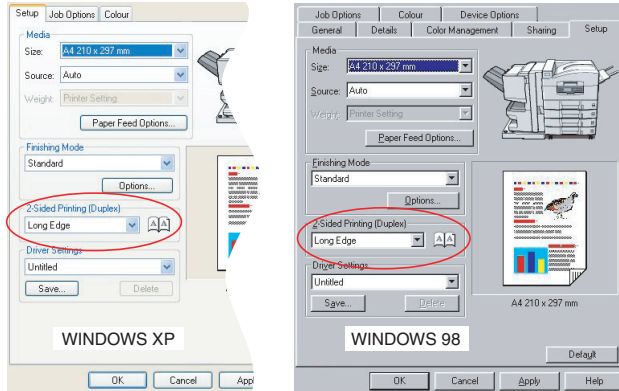 Setup Job Options Colour
Media
Size: A4 210 x 297 mm
Source: Auto
Weight: Printer Setting
Paper Feed Options...
Finishing Mode
Standard
Options...
2-Sided Printing (Duplex)
Long Edge
A A
Driver Settings
Untitled
Save... Delete
WINDOWS XP
OK Cancel Appl
Job Options Colour Device Options
General Details Color Management Sharing Setup
Media
Size: A4 210 x 297 mm
Source: Auto
Weight: Printer Setting
Paper Feed Options...
Finishing Mode
Standard
Options...
2-Sided Printing (Duplex)
Long Edge
A A
Driver Settings
Untitled
Save... Delete
A4 210 x 297 mm
WINDOWS 98
Default
OK Cancel Apply Help